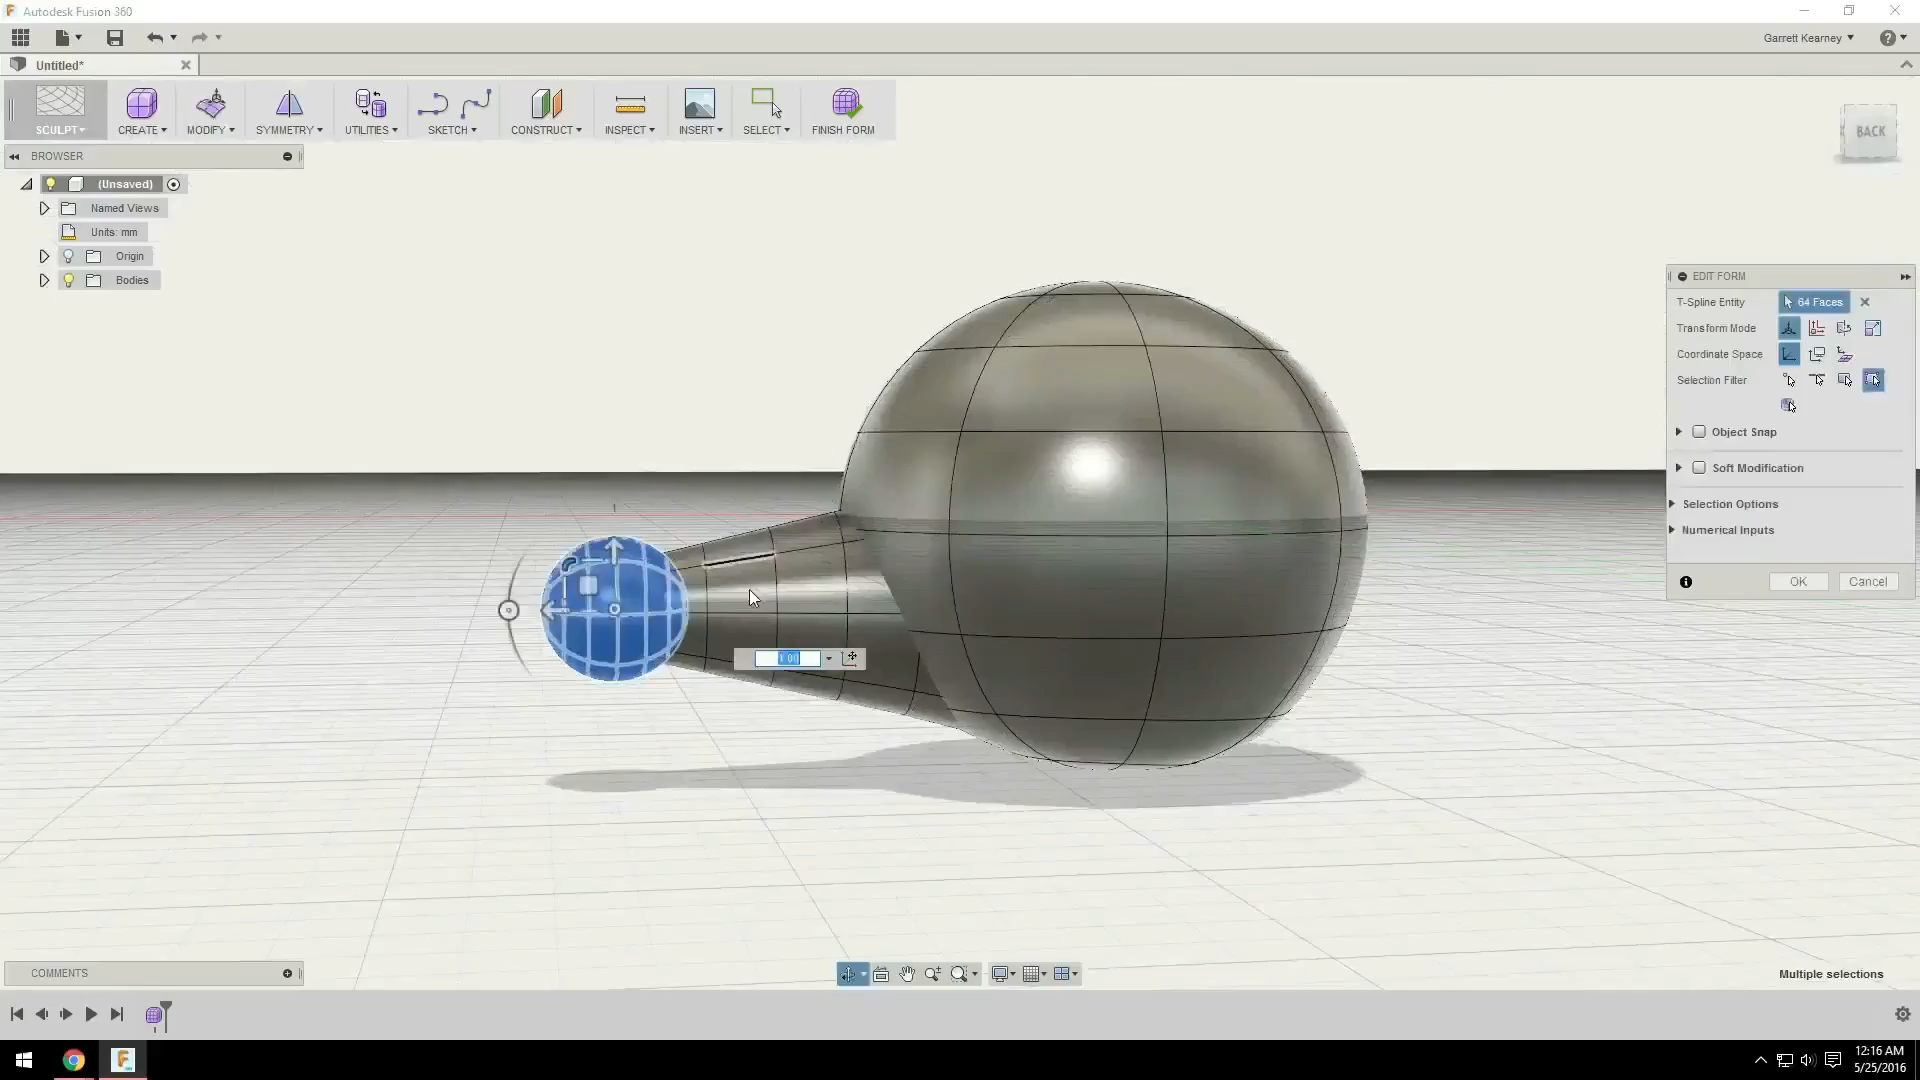 Autodesk Fusion 360
Garrett Kearney
Untitled*
SCULPT
CREATE
MODIFY
SYMMETRY
UTILITIES
SKETCH
CONSTRUCT
INSPECT
INSERT
SELECT
FINISH FORM
BACK
BROWSER
(Unsaved)
Named Views
Units: mm
Origin
Bodies
EDIT FORM
T-Spline Entity
64 Faces
Transform Mode
Coordinate Space
Selection Filter
Object Snap
Soft Modification
Selection Options
Numerical Inputs
OK
Cancel
1.00
COMMENTS
Multiple selections
12:16 AM
5/25/2016